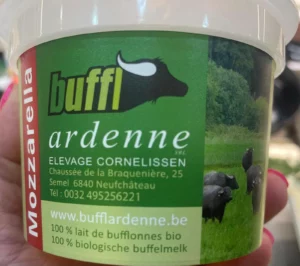 Mozzarella
buffl
ardenne
ELEVAGE CORNELISSEN
Chaussée de la Braquenière, 25
Semel 6840 Neufchâteau
Tel : 0032 495256221
www.bufflardenne.be
100 % lait de bufflonnes bio
100 % biologische buffelmelk